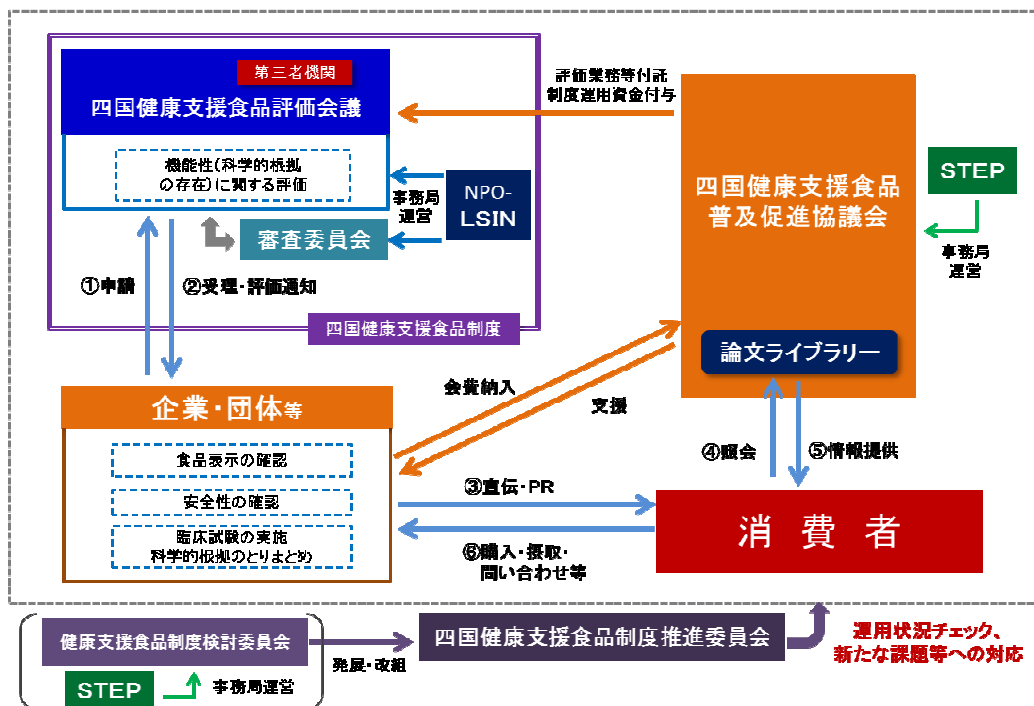 第三者機関
四国健康支援食品評価会議
機能性(科学的根拠
の存在)に関する評価
事務局
運営
NPO-
LSIN
審査委員会
①申請
②受理・評価通知
四国健康支援食品制度
評価業務等付託
制度運用資金付与
四国健康支援食品
普及促進協議会
STEP
事務局
運営
論文ライブラリー
会費納入
支援
企業・団体等
食品表示の確認
安全性の確認
臨床試験の実施
科学的根拠のとりまとめ
③宣伝・PR
⑥購入・摂取・
問い合わせ等
④照会
⑤情報提供
消費者
健康支援食品制度検討委員会
STEP
事務局運営
発展・改組
四国健康支援食品制度推進委員会
運用状況チェック、
新たな課題等への対応